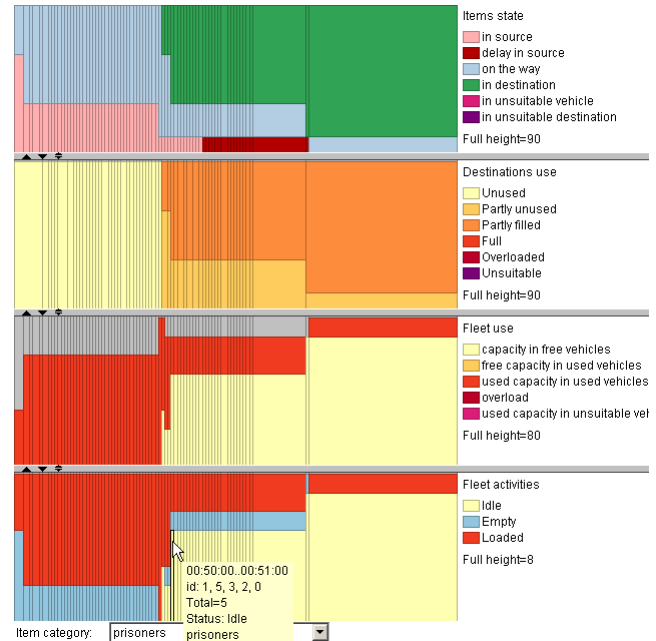 Items state
in source
delay in source
on the way
in destination
in unsuitable vehicle
in unsuitable destination
Full height=90
Destinations use
Unused
Partly unused
Partly filled
Full
Overloaded
Unsuitable
Full height=90
Fleet use
capacity in free vehicles
free capacity in used vehicles
used capacity in used vehicles
overload
used capacity in unsuitable veh
Full height=80
Fleet activities
Idle
Empty
Loaded
Full height=8
00:50:00..00:51:00
id: 1, 5, 3, 2, 0
Total=5
Status: Idle
prisoners
Item category: prisoners